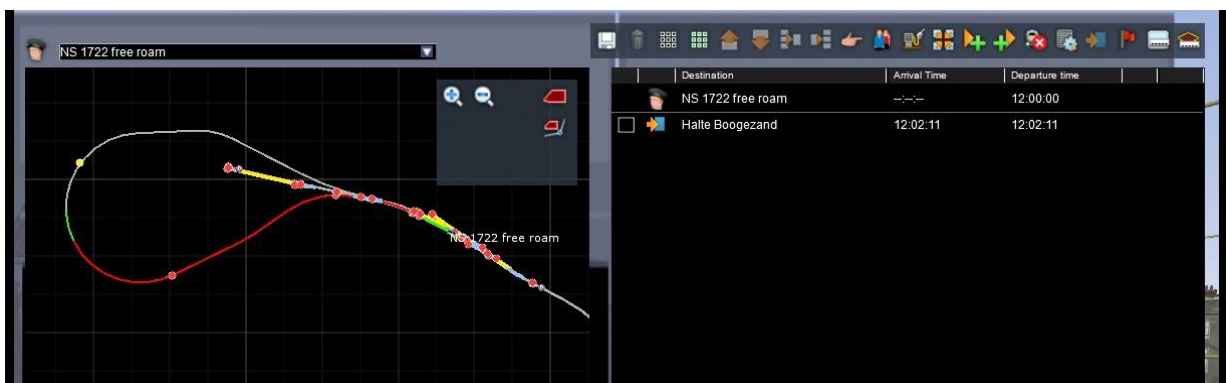 NS 1722 free roam
NS 1722 free roam
Destination Arrival Time Departure time
NS 1722 free roam --:--:-- 12:00:00
Halte Boogezand 12:02:11 12:02:11